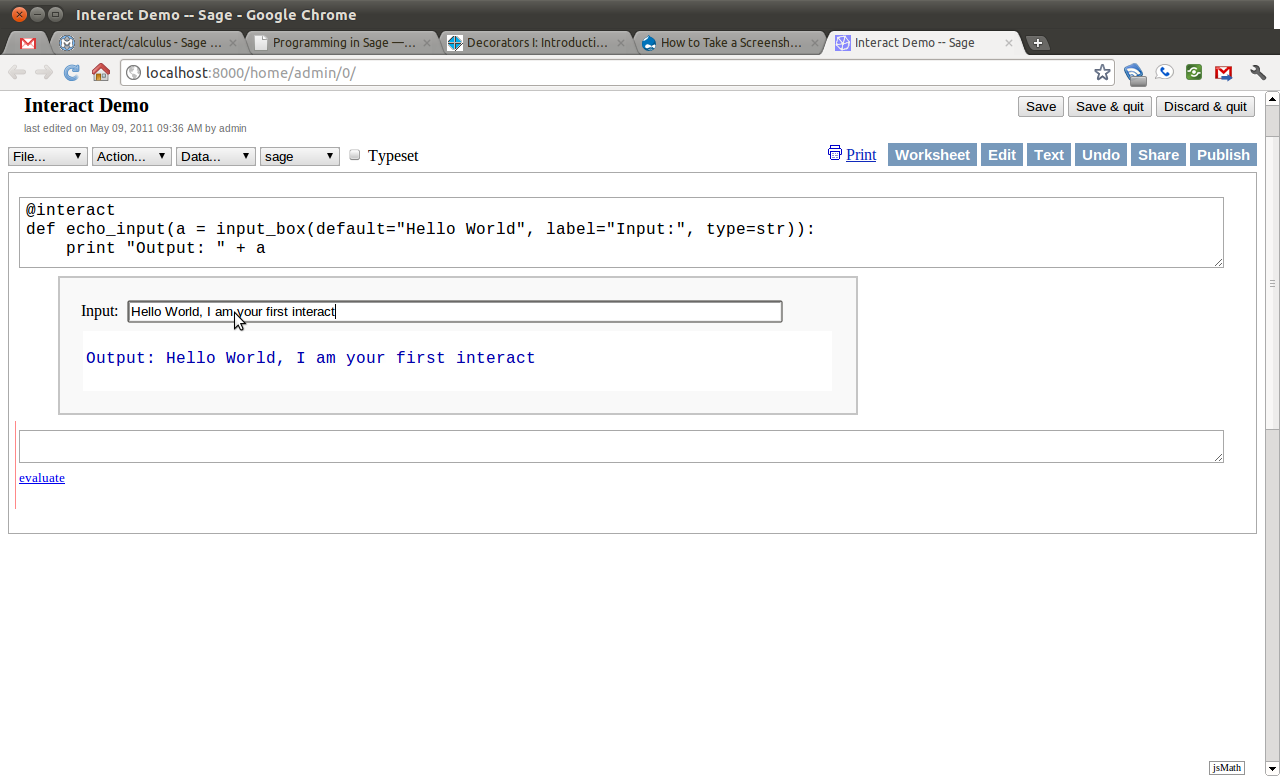 Interact Demo -- Sage - Google Chrome
interact/calculus - Sage ...
Programming in Sage —...
Decorators I: Introducti...
How to Take a Screensh...
Interact Demo -- Sage
localhost:8000/home/admin/0/
Interact Demo
Save
Save & quit
Discard & quit
last edited on May 09, 2011 09:36 AM by admin
File...
Action...
Data...
sage
Typeset
Print
Worksheet
Edit
Text
Undo
Share
Publish
@interact
def echo_input(a = input_box(default="Hello World", label="Input:", type=str)):
    print "Output: " + a
Input: Hello World, I am your first interact
Output: Hello World, I am your first interact
evaluate
jsMath